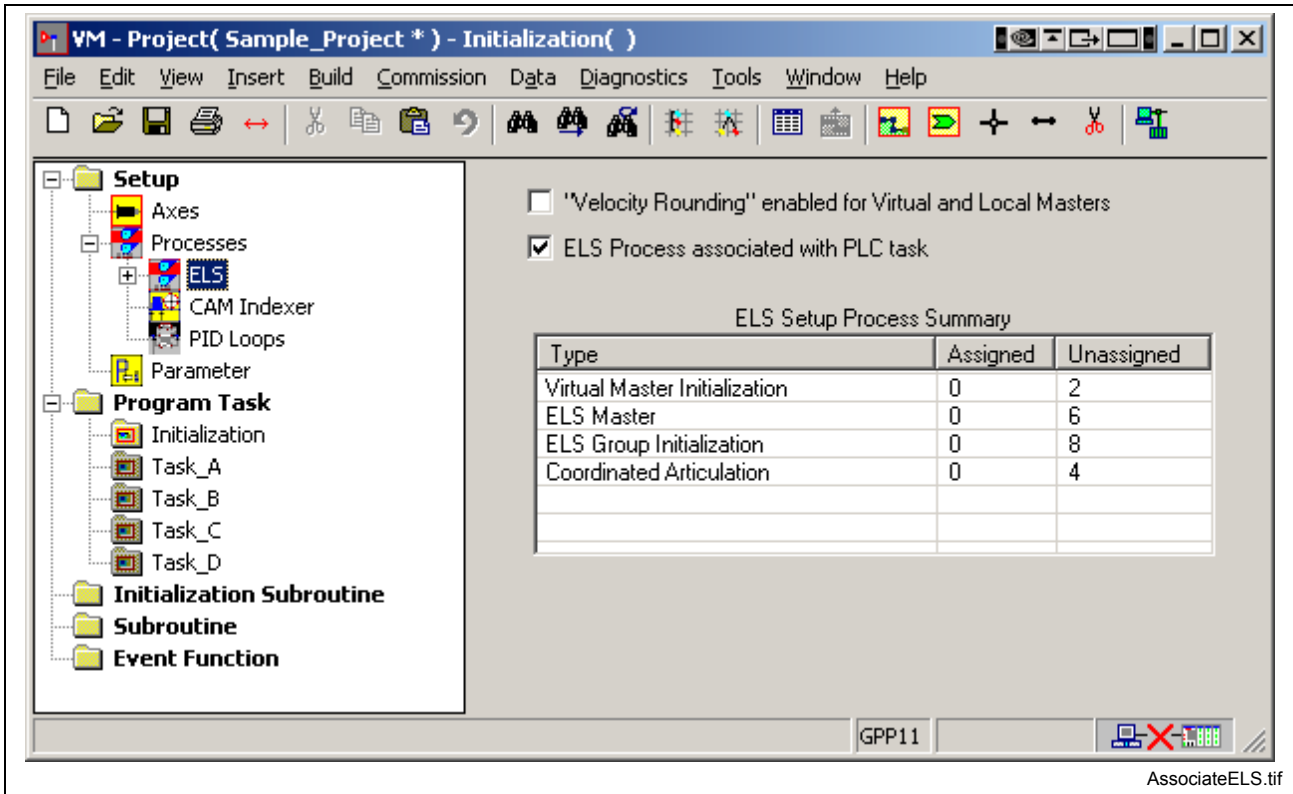 VM - Project( Sample_Project * ) - Initialization( )
File Edit View Insert Build Commission Data Diagnostics Tools Window Help
Setup
Axes
Processes
ELS
CAM Indexer
PID Loops
Parameter
Program Task
Initialization
Task_A
Task_B
Task_C
Task_D
Initialization Subroutine
Subroutine
Event Function
"Velocity Rounding" enabled for Virtual and Local Masters
ELS Process associated with PLC task
ELS Setup Process Summary
Type Assigned Unassigned
Virtual Master Initialization 0 2
ELS Master 0 6
ELS Group Initialization 0 8
Coordinated Articulation 0 4
GPP11
AssociateELS.tif